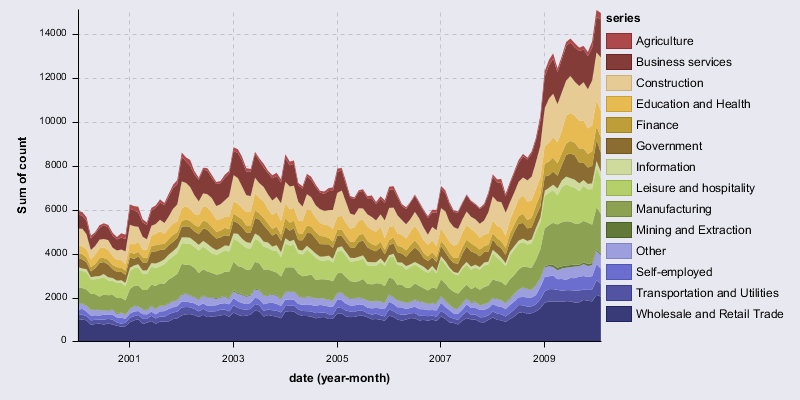 series
Agriculture
Business services
Construction
Education and Health
Finance
Government
Information
Leisure and hospitality
Manufacturing
Mining and Extraction
Other
Self-employed
Transportation and Utilities
Wholesale and Retail Trade
Sum of count
14000
12000
10000
8000
6000
4000
2000
0
2001 2003 2005 2007 2009
date (year-month)